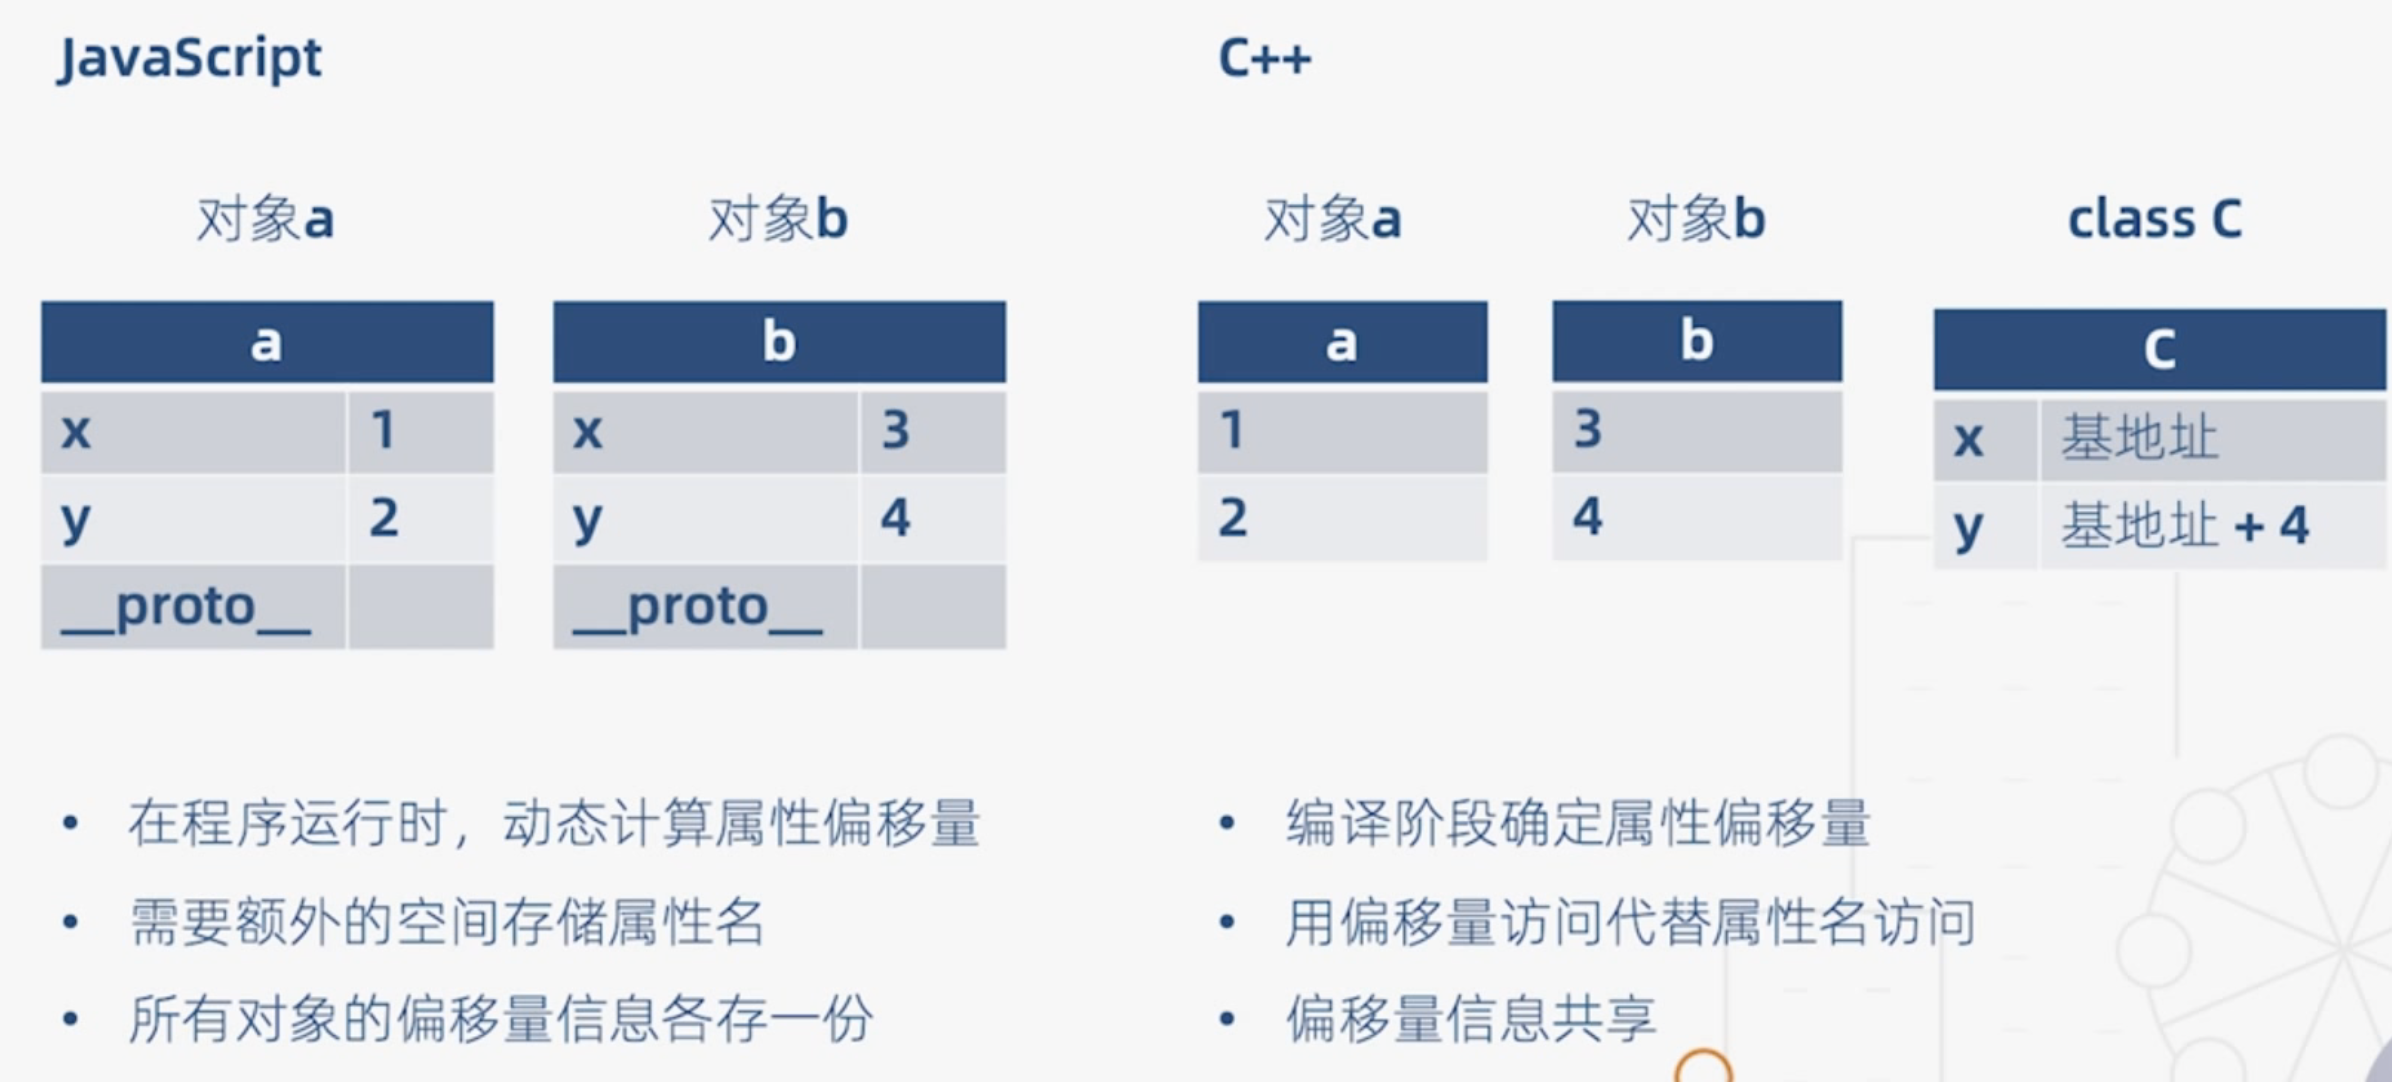 JavaScript
对象a
对象b
a
x 1
y 2
__proto__
b
x 3
y 4
__proto__
在程序运行时，动态计算属性偏移量
需要额外的空间存储属性名
所有对象的偏移量信息各存一份
C++
对象a
对象b
class C
a
1
2
b
3
4
C
x 基地址
y 基地址 + 4
编译阶段确定属性偏移量
用偏移量访问代替属性名访问
偏移量信息共享